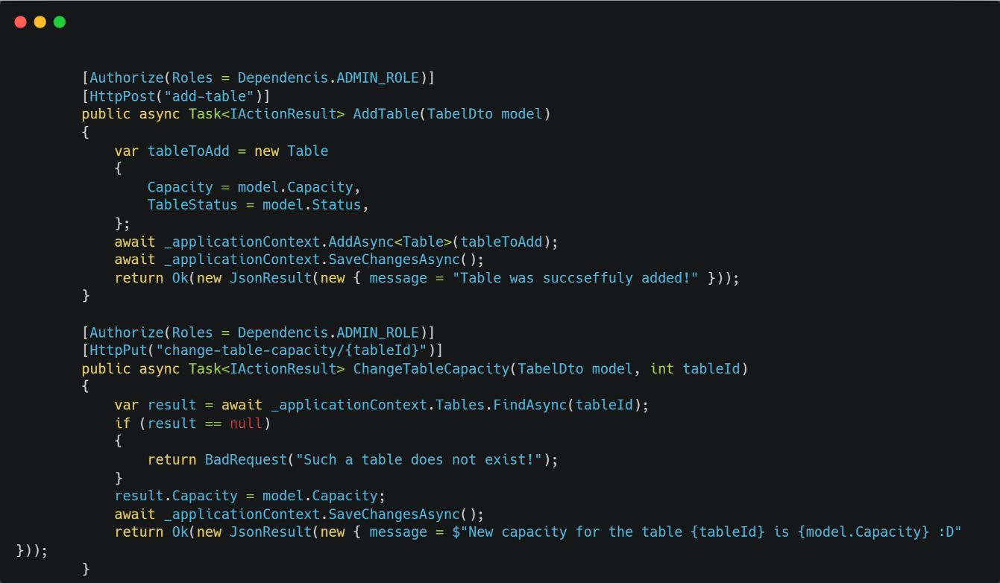 [Authorize(Roles = Dependencis.ADMIN_ROLE)]
[HttpPost("add-table")]
public async Task<IActionResult> AddTable(TabelDto model)
{
var tableToAdd = new Table
{
Capacity = model.Capacity,
TableStatus = model.Status,
};
await _applicationContext.AddAsync<Table>(tableToAdd);
await _applicationContext.SaveChangesAsync();
return Ok(new JsonResult(new { message = "Table was succseffuly added!" }));
}
[Authorize(Roles = Dependencis.ADMIN_ROLE)]
[HttpPut("change-table-capacity/{tableId}")]
public async Task<IActionResult> ChangeTableCapacity(TabelDto model, int tableId)
{
var result = await _applicationContext.Tables.FindAsync(tableId);
if (result == null)
{
return BadRequest("Such a table does not exist!");
}
result.Capacity = model.Capacity;
await _applicationContext.SaveChangesAsync();
return Ok(new JsonResult(new { message = $"New capacity for the table {tableId} is {model.Capacity} :D"
}));
}